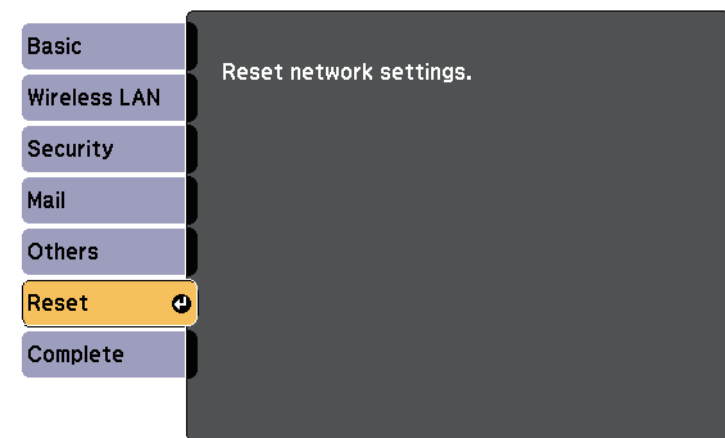 Basic
Wireless LAN
Security
Mail
Others
Reset
Complete
Reset network settings.